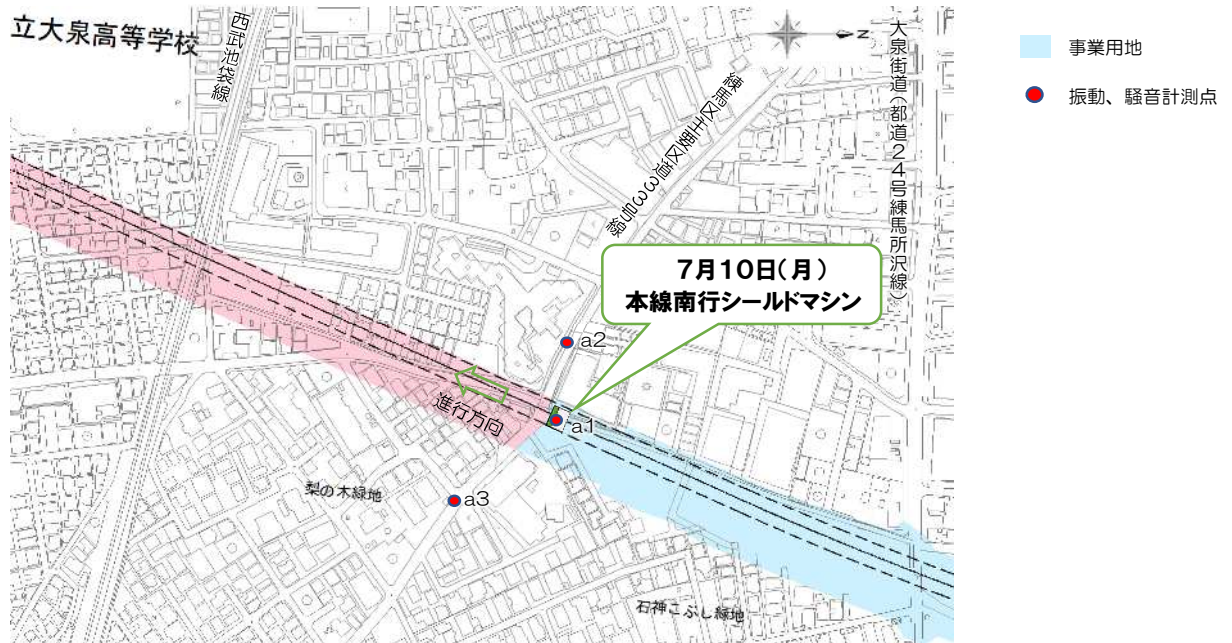 立大泉高等学校
西武池袋線
N
大泉街道(都道24号練馬所沢線)
事業用地
振動、騒音計測点
練馬区主要区道33号線
7月10日(月)
本線南行シールドマシン
a2
a1
進行方向
梨の木緑地
a3
石神こぶし緑地